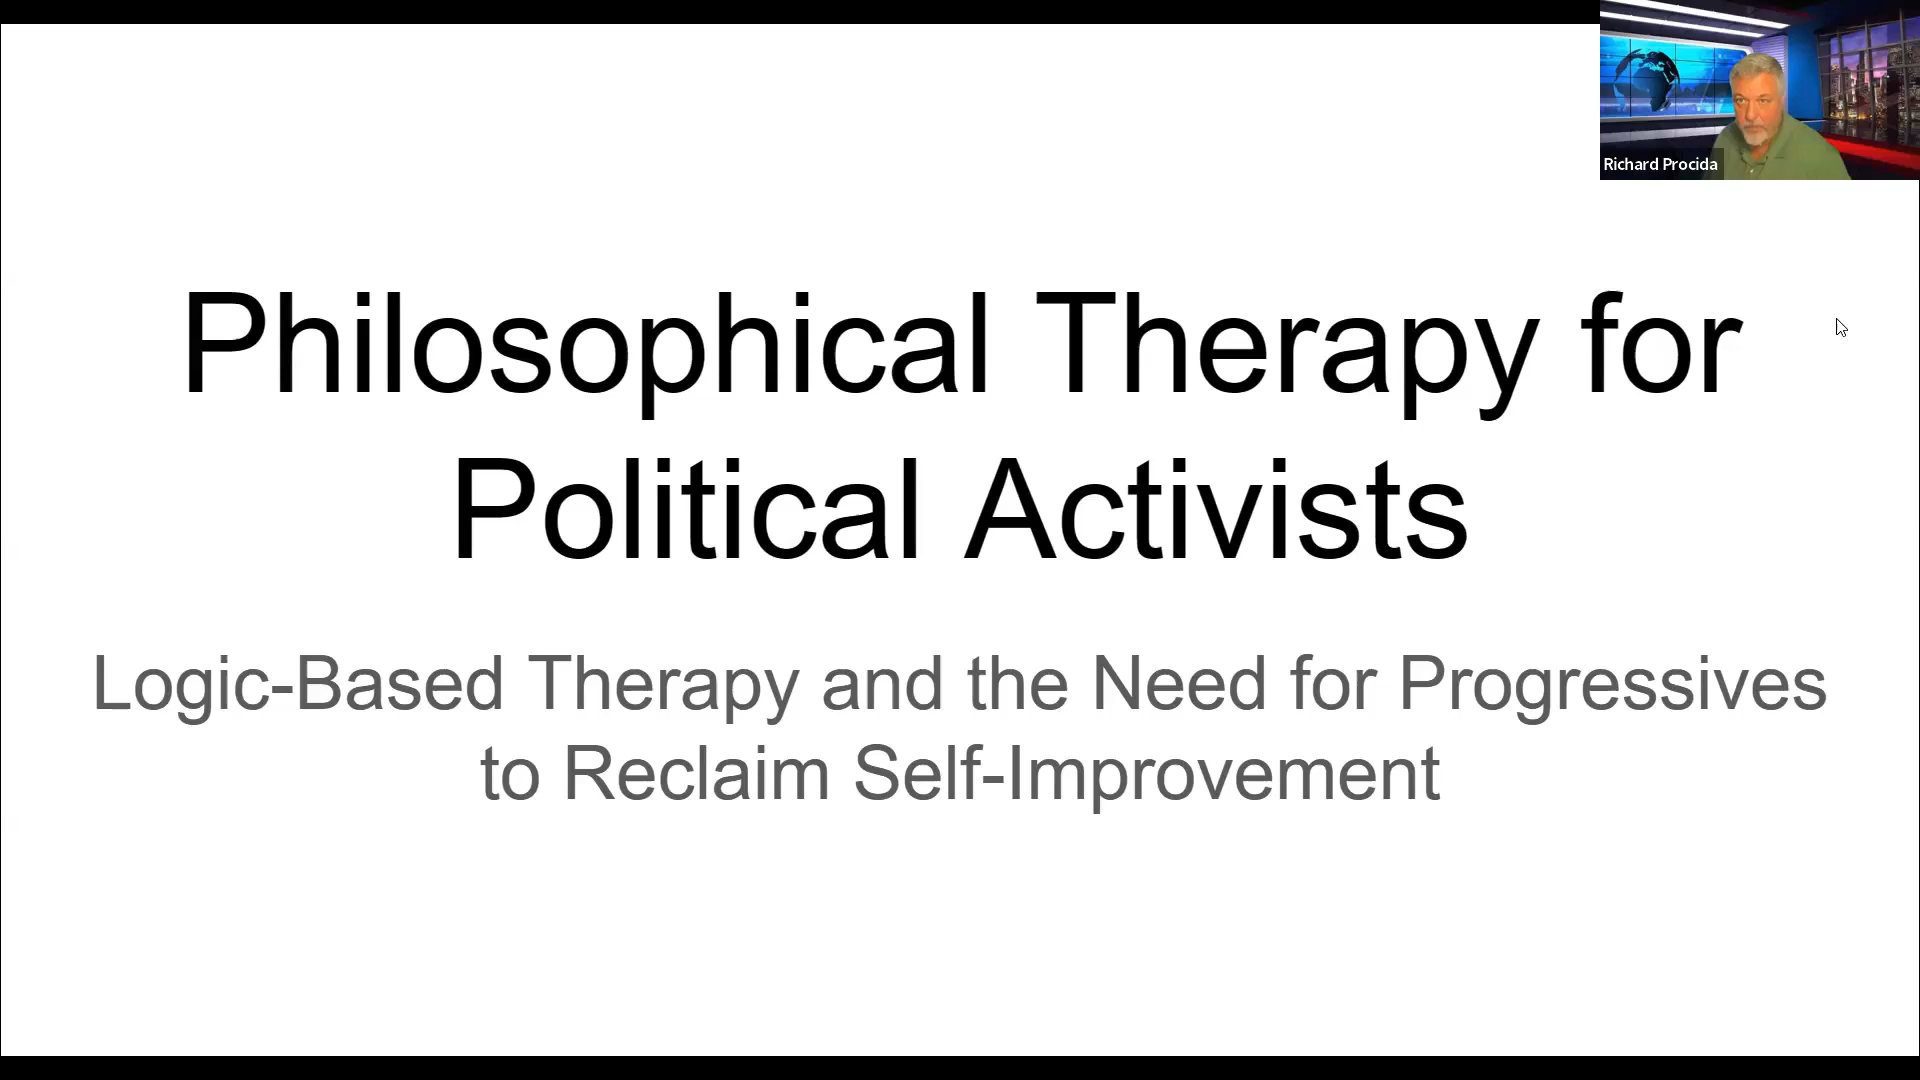 Richard Procida
Philosophical Therapy for
Political Activists
Logic-Based Therapy and the Need for Progressives
to Reclaim Self-Improvement